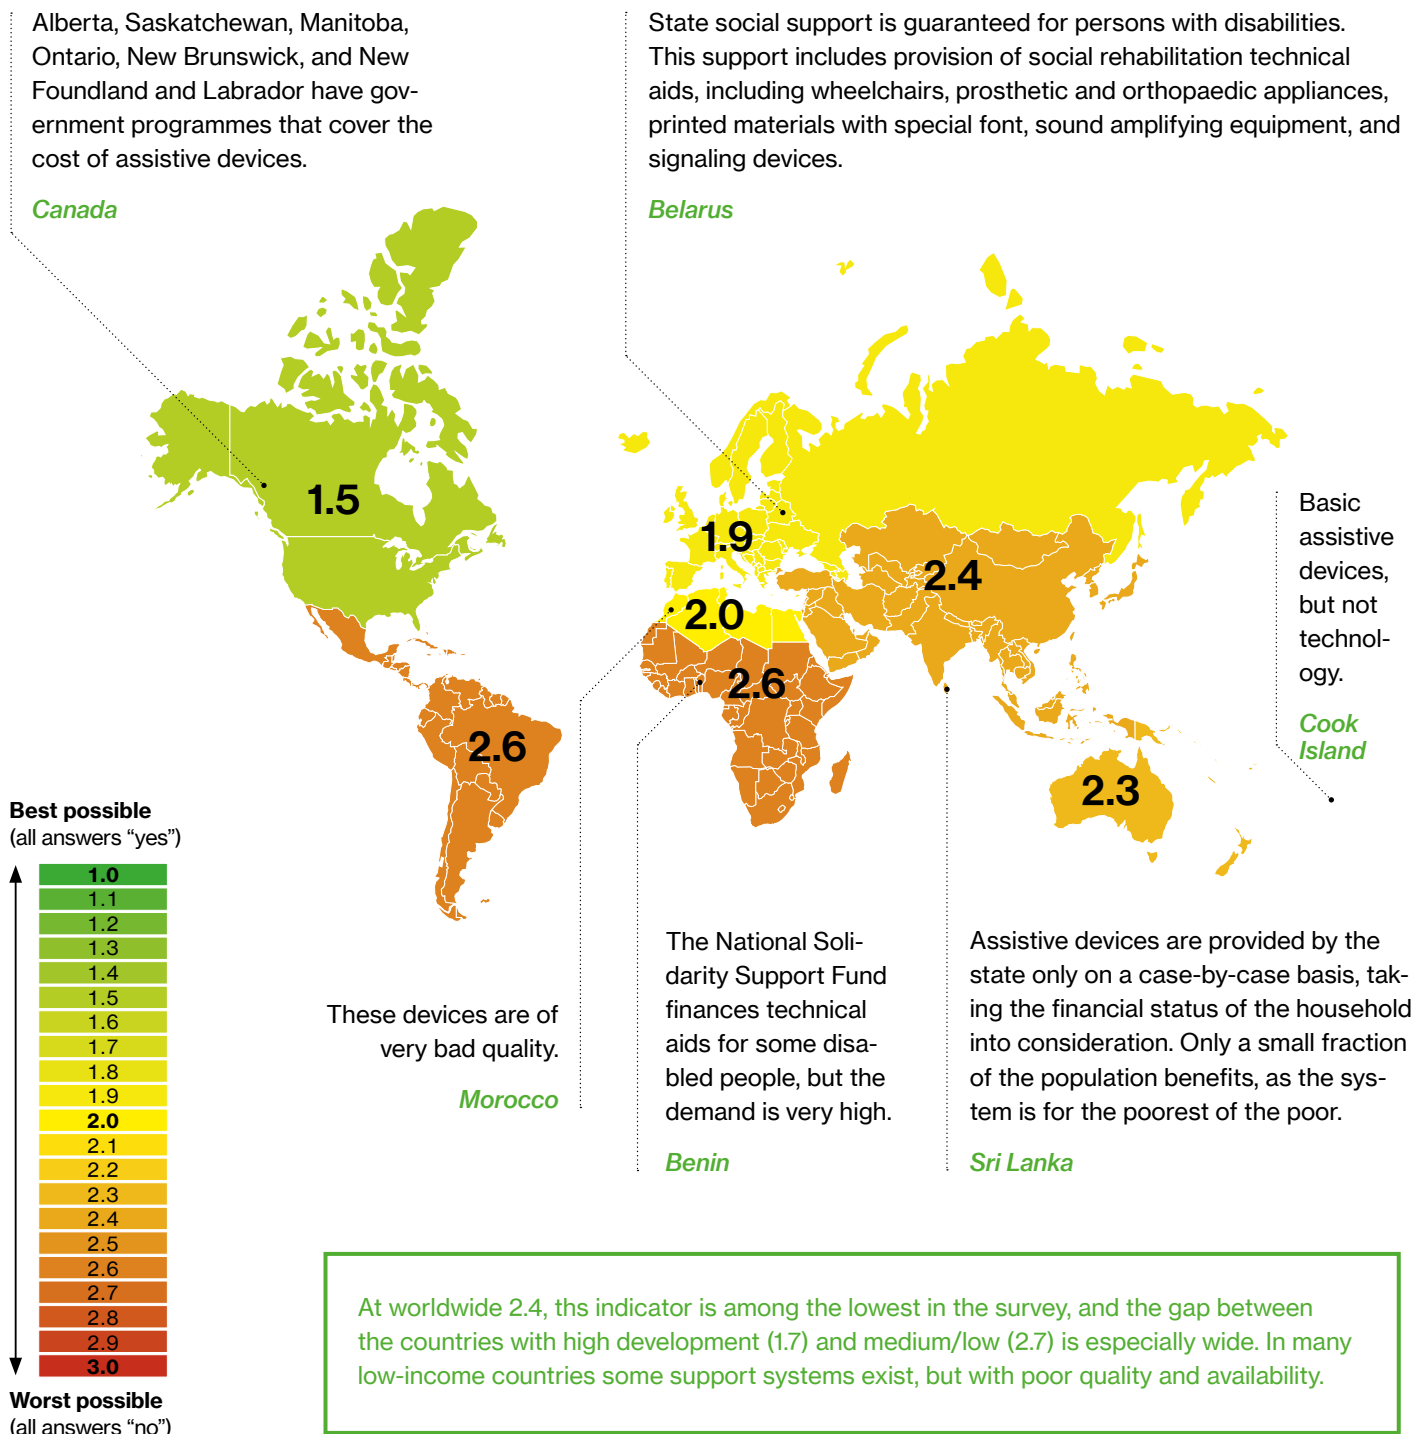 Alberta, Saskatchewan, Manitoba,
Ontario, New Brunswick, and New
Foundland and Labrador have gov-
ernment programmes that cover the
cost of assistive devices.
Canada
State social support is guaranteed for persons with disabilities.
This support includes provision of social rehabilitation technical
aids, including wheelchairs, prosthetic and orthopaedic appliances,
printed materials with special font, sound amplifying equipment, and
signaling devices.
Belarus
1.5
1.9
2.0
2.4
2.6
2.6
2.3
Basic
assistive
devices,
but not
technol-
ogy.
Cook
Island
Best possible
(all answers “yes”)
1.0
1.1
1.2
1.3
1.4
1.5
1.6
1.7
1.8
1.9
2.0
2.1
2.2
2.3
2.4
2.5
2.6
2.7
2.8
2.9
3.0
Worst possible
(all answers “no”)
These devices are of
very bad quality.
Morocco
The National Soli-
darity Support Fund
finances technical
aids for some disa-
bled people, but the
demand is very high.
Benin
Assistive devices are provided by the
state only on a case-by-case basis, tak-
ing the financial status of the household
into consideration. Only a small fraction
of the population benefits, as the sys-
tem is for the poorest of the poor.
Sri Lanka
At worldwide 2.4, ths indicator is among the lowest in the survey, and the gap between
the countries with high development (1.7) and medium/low (2.7) is especially wide. In many
low-income countries some support systems exist, but with poor quality and availability.